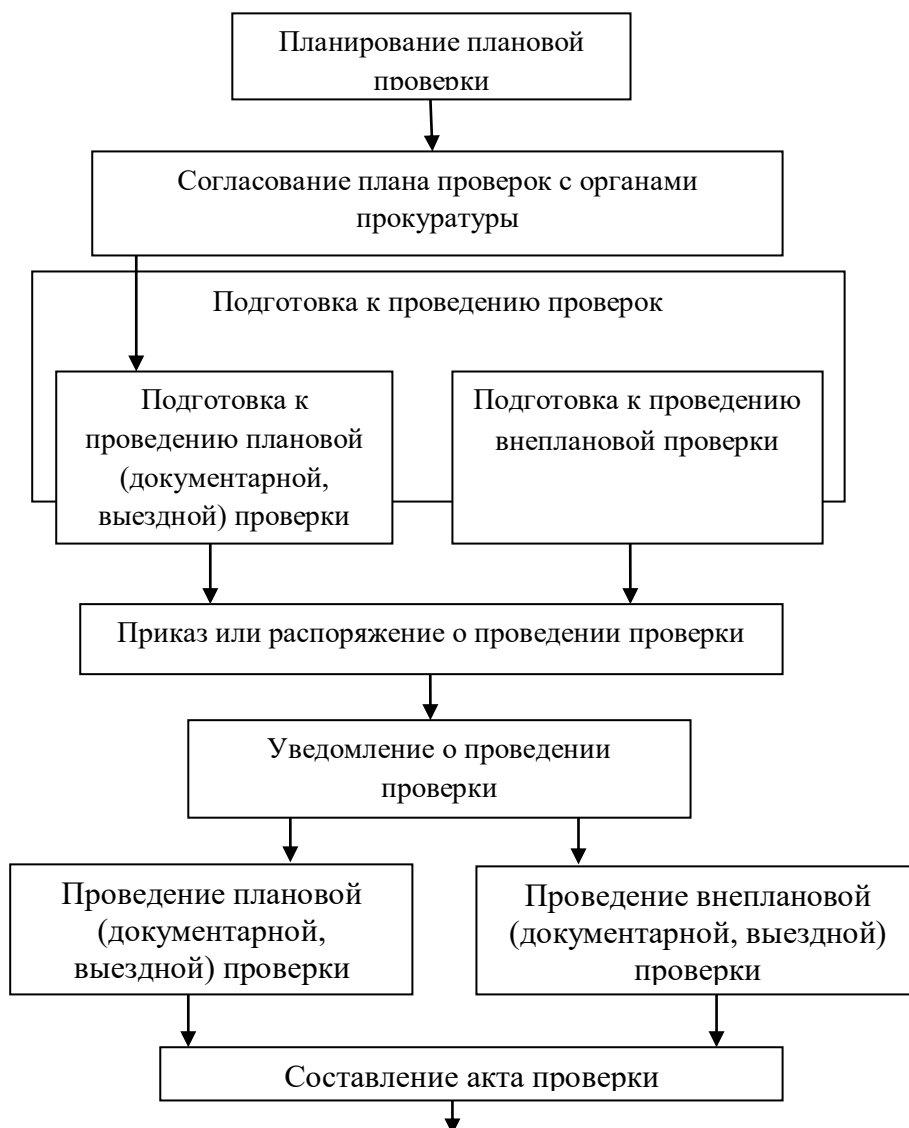 Планирование плановой
проверки
Согласование плана проверок с органами
прокуратуры
Подготовка к проведению проверок
Подготовка к
проведению плановой
(документарной,
выездной) проверки
Подготовка к проведению
внеплановой проверки
Приказ или распоряжение о проведении проверки
Уведомление о проведении
проверки
Проведение плановой
(документарной,
выездной) проверки
Проведение внеплановой
(документарной, выездной)
проверки
Составление акта проверки